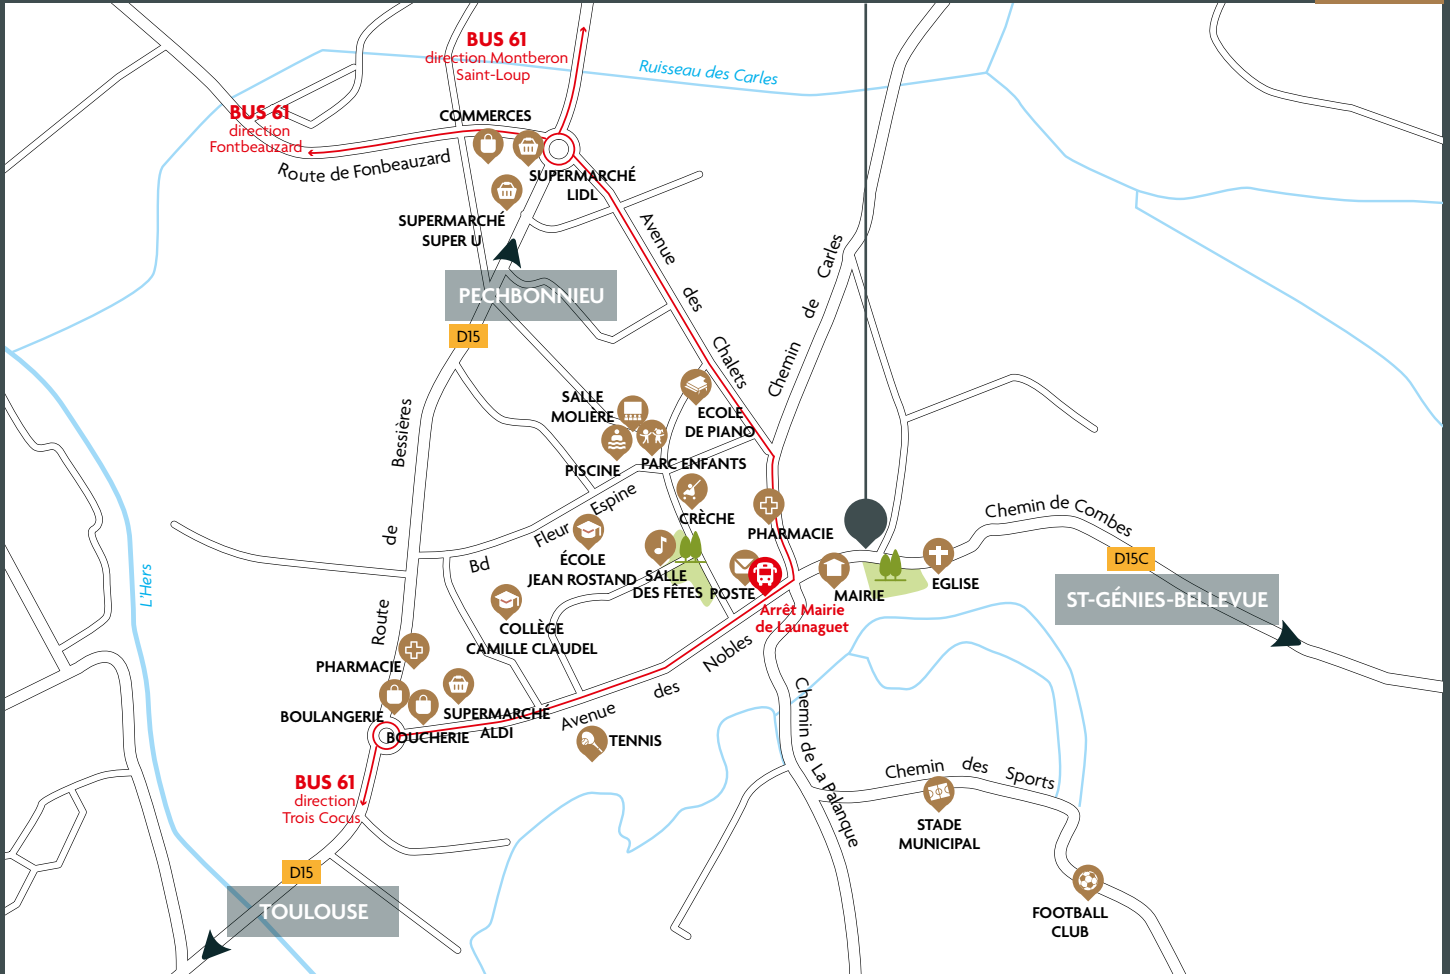 BUS 61
direction Montberon
Saint-Loup
Ruisseau des Carles
BUS 61
direction
Fontbeauzard
COMMERCES
Route de Fonbeauzard
SUPERMARCHÉ
LIDL
SUPERMARCHÉ
SUPER U
Avenue des Chalets
Chemin de Carles
PECHBONNIEU
D15
SALLE
MOLIÈRE
ECOLE
DE PIANO
PISCINE
PARC ENFANTS
Route de Bessières
Bd Fleur Espine
CRÈCHE
PHARMACIE
Chemin de Combes
D15C
ST-GÉNIES-BELLEVUE
L'Hers
ÉCOLE
JEAN ROSTAND
SALLE
DES FÊTES
POSTE
MAIRIE
EGLISE
Arrêt Mairie
de Launaguet
COLLÈGE
CAMILLE CLAUDEL
PHARMACIE
BOULANGERIE
BOUCHERIE
SUPERMARCHÉ
ALDI
Avenue des Nobles
TENNIS
Chemin de La Palanque
Chemin des Sports
BUS 61
direction
Trois Cocus
STADE
MUNICIPAL
D15
TOULOUSE
FOOTBALL
CLUB